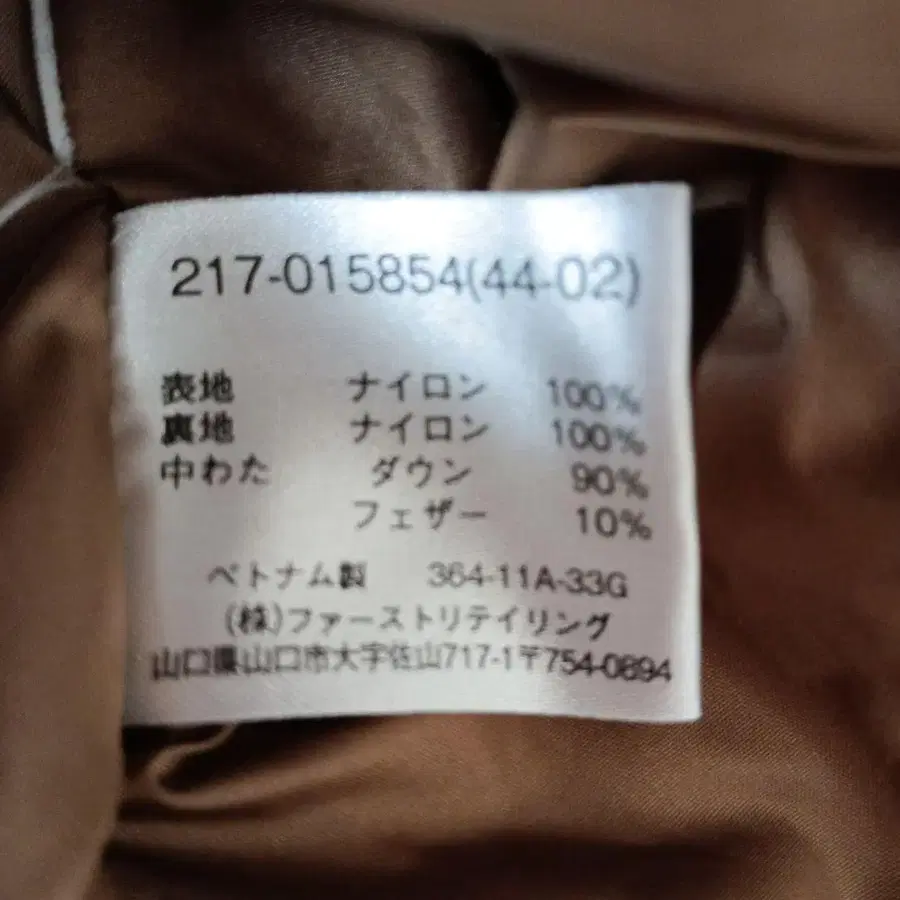 217-015854(44-02)
表地 ナイロン 100%
裏地 ナイロン 100%
中わた ダウン 90%
フェザー 10%
ベトナム製 364-11A-33G
(株)ファーストリテイリング
山口県山口市大字佐山717-1〒754-0894